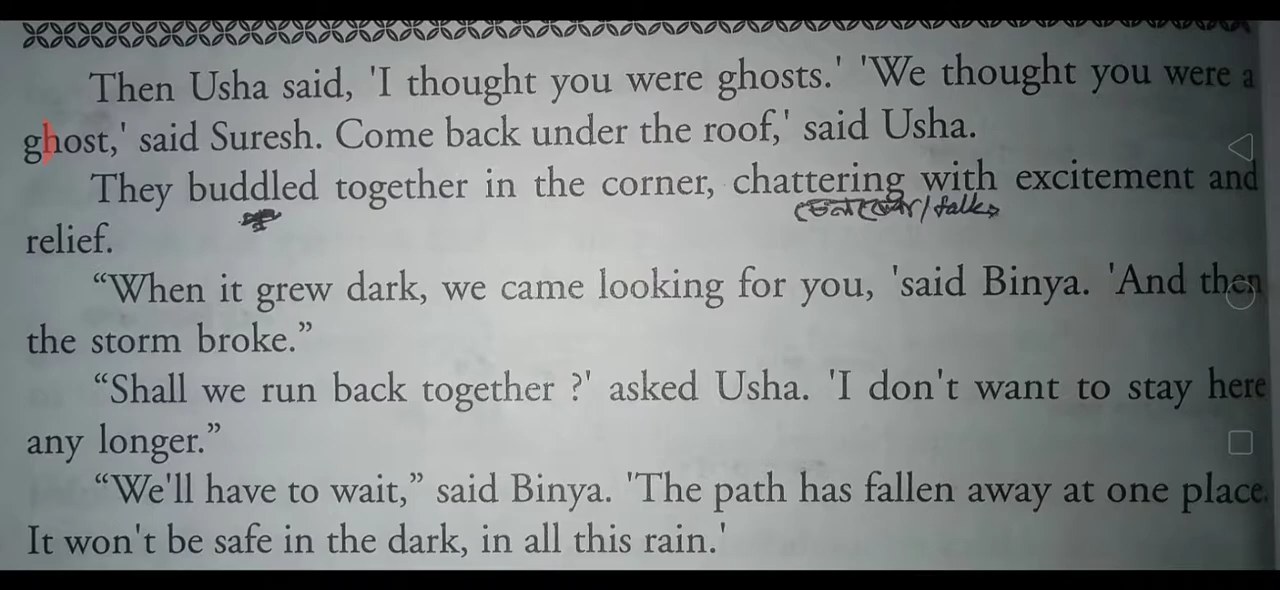 Then Usha said, 'I thought you were ghosts.' 'We thought you were a
ghost,' said Suresh. Come back under the roof,' said Usha.
They buddled together in the corner, chattering with excitement and
/talks
relief.
“When it grew dark, we came looking for you, 'said Binya. 'And then
the storm broke.”
“Shall we run back together ?' asked Usha. 'I don't want to stay here
any longer.”
“We'll have to wait,” said Binya. 'The path has fallen away at one place.
It won't be safe in the dark, in all this rain.'